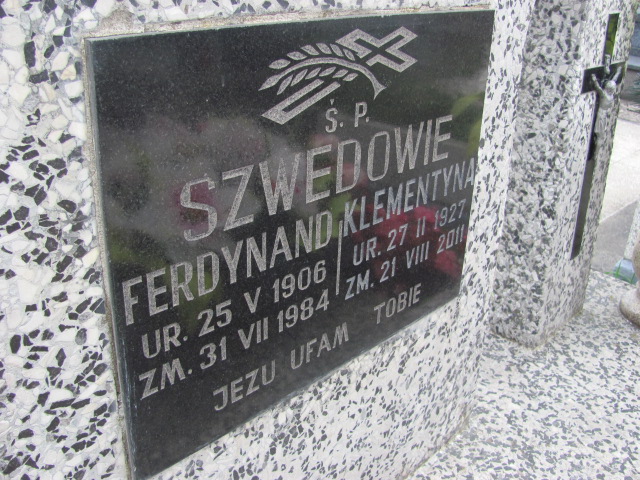 Ś. P.
SZWEDOWIE
FERDYNAND
UR. 25 V 1906
ZM. 31 VII 1984
KLEMENTYNA
UR. 27 II 1927
ZM. 21 VIII 2011
JEZU UFAM TOBIE